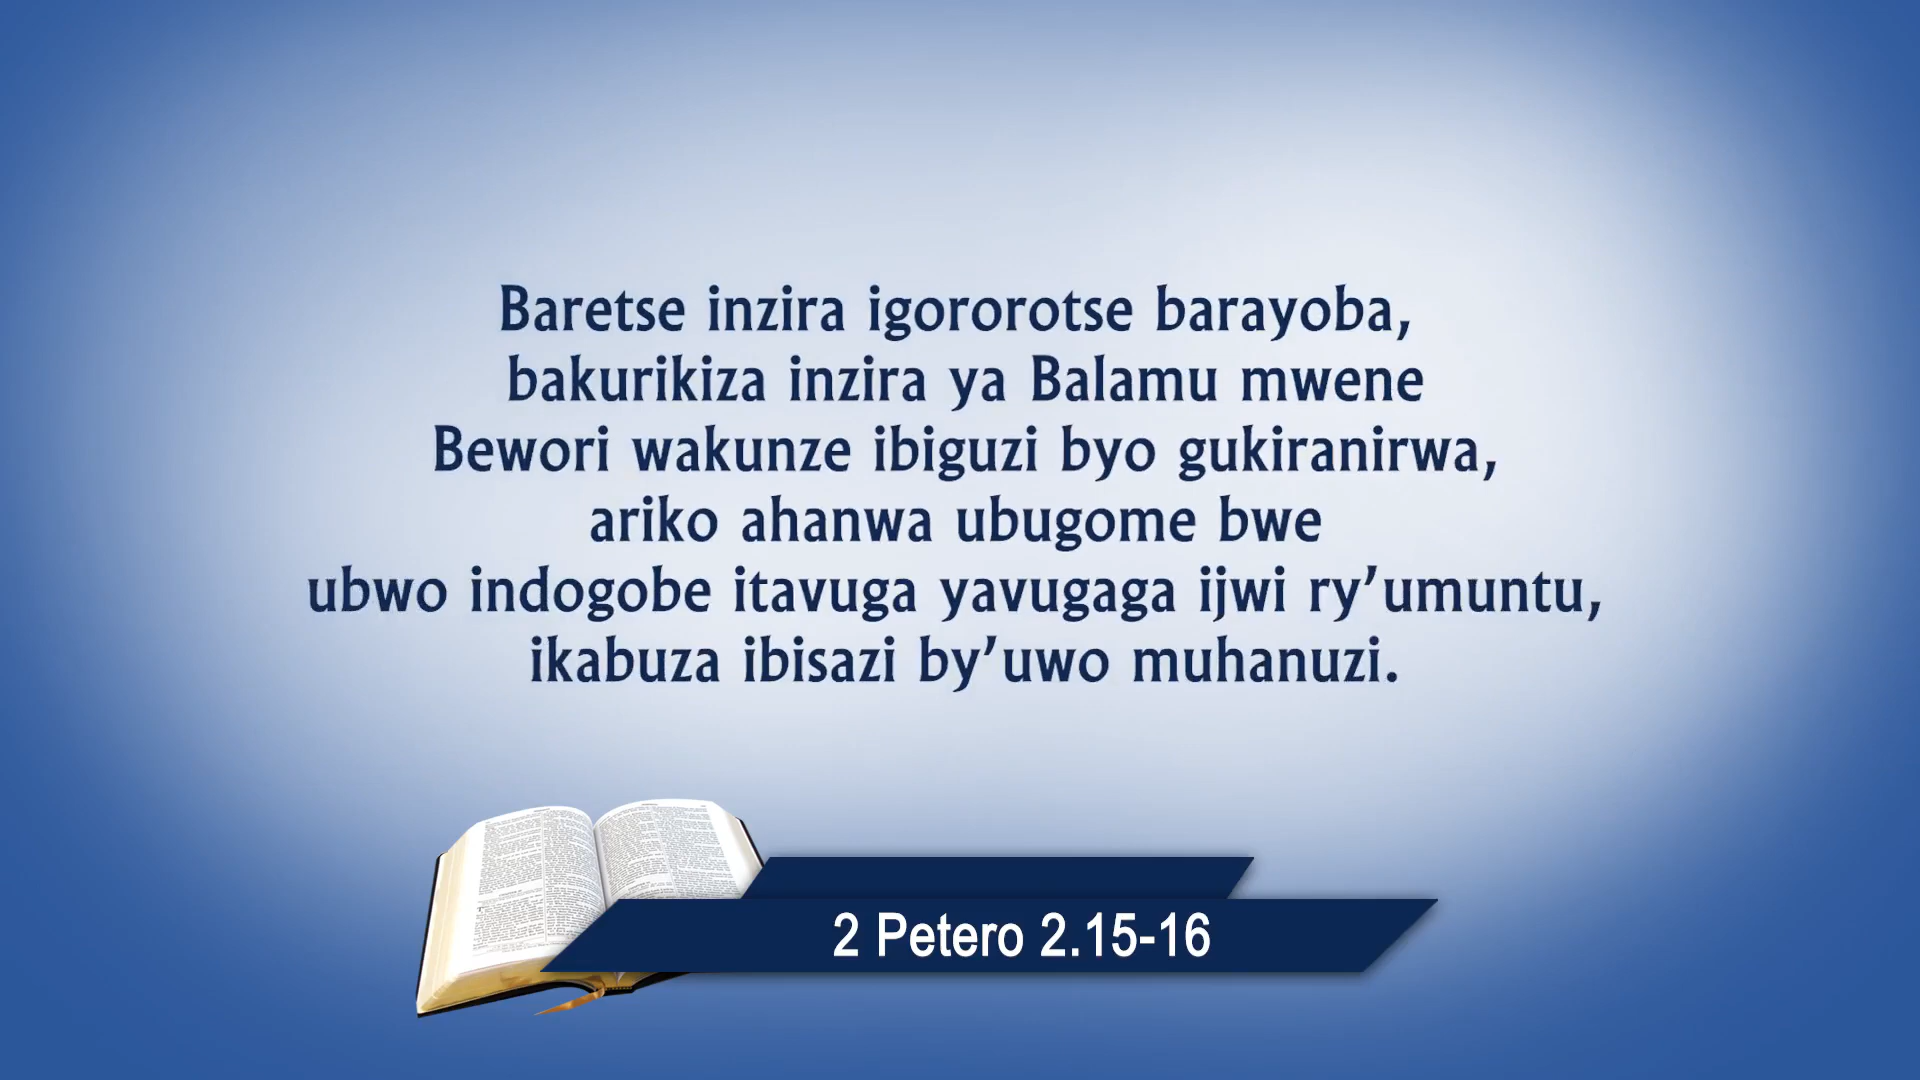 Baretse inzira igororotse barayoba,
bakurikiza inzira ya Balamu mwene
Bewori wakunze ibiguzi byo gukiranirwa,
ariko ahanwa ubugome bwe
ubwo indogobe itavuga yavugaga ijwi ry’umuntu,
ikabuza ibisazi by’uwo muhanuzi.
2 Petero 2.15-16